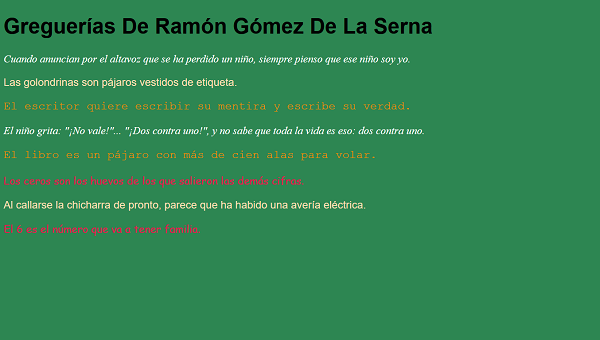 Greguerías De Ramón Gómez De La Serna
Cuando anuncian por el altavoz que se ha perdido un niño, siempre pienso que ese niño soy yo.
Las golondrinas son pájaros vestidos de etiqueta.
El escritor quiere escribir su mentira y escribe su verdad.
El niño grita: "¡No vale!"... "¡Dos contra uno!", y no sabe que toda la vida es eso: dos contra uno.
El libro es un pájaro con más de cien alas para volar.
Los ceros son los huevos de los que salieron las demás cifras.
Al callarse la chicharra de pronto, parece que ha habido una avería eléctrica.
El 6 es el número que va a tener familia.